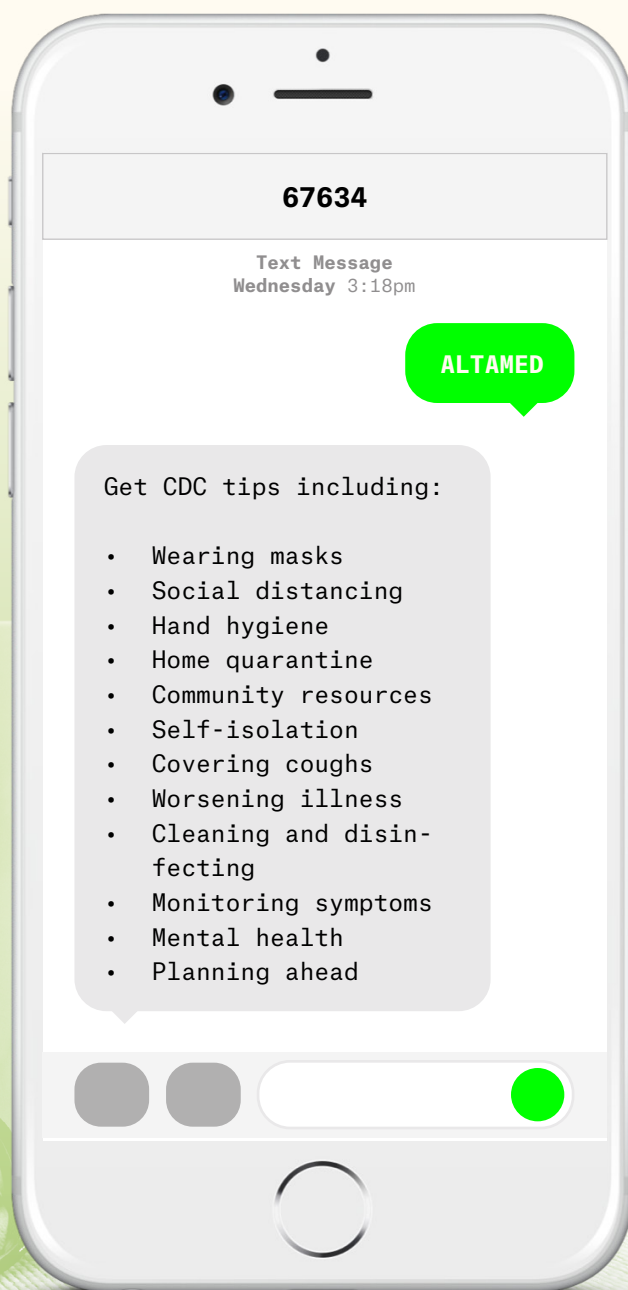 67634
Text Message
Wednesday 3:18pm
ALTAMED
Get CDC tips including:
• Wearing masks
• Social distancing
• Hand hygiene
• Home quarantine
• Community resources
• Self-isolation
• Covering coughs
• Worsening illness
• Cleaning and disin-
fecting
• Monitoring symptoms
• Mental health
• Planning ahead